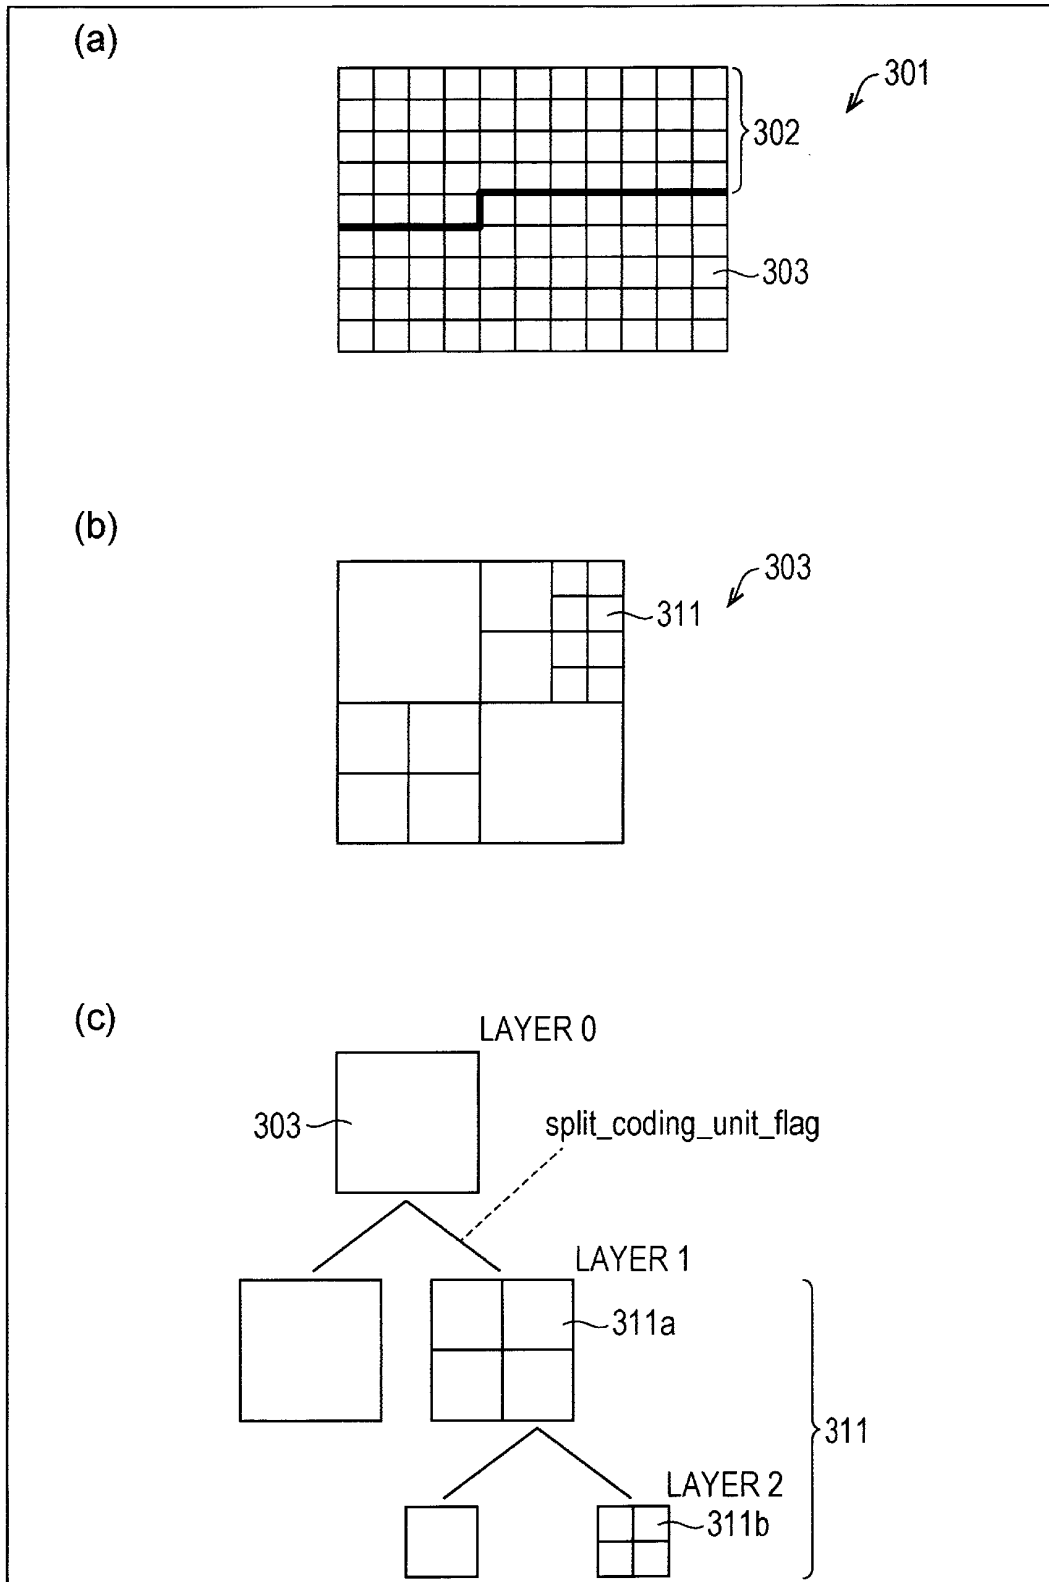 (a)
301
302
303
(b)
303
311
(c)
LAYER 0
303
split_coding_unit_flag
LAYER 1
311a
311
LAYER 2
311b